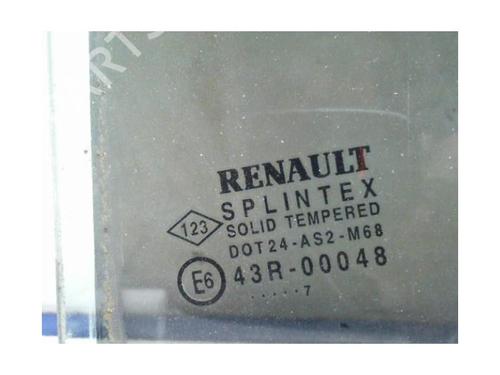 RENAULT
SPLINTEX
123
SOLID TEMPERED
DOT24-AS2-M68
E6 43R-00048
.....7